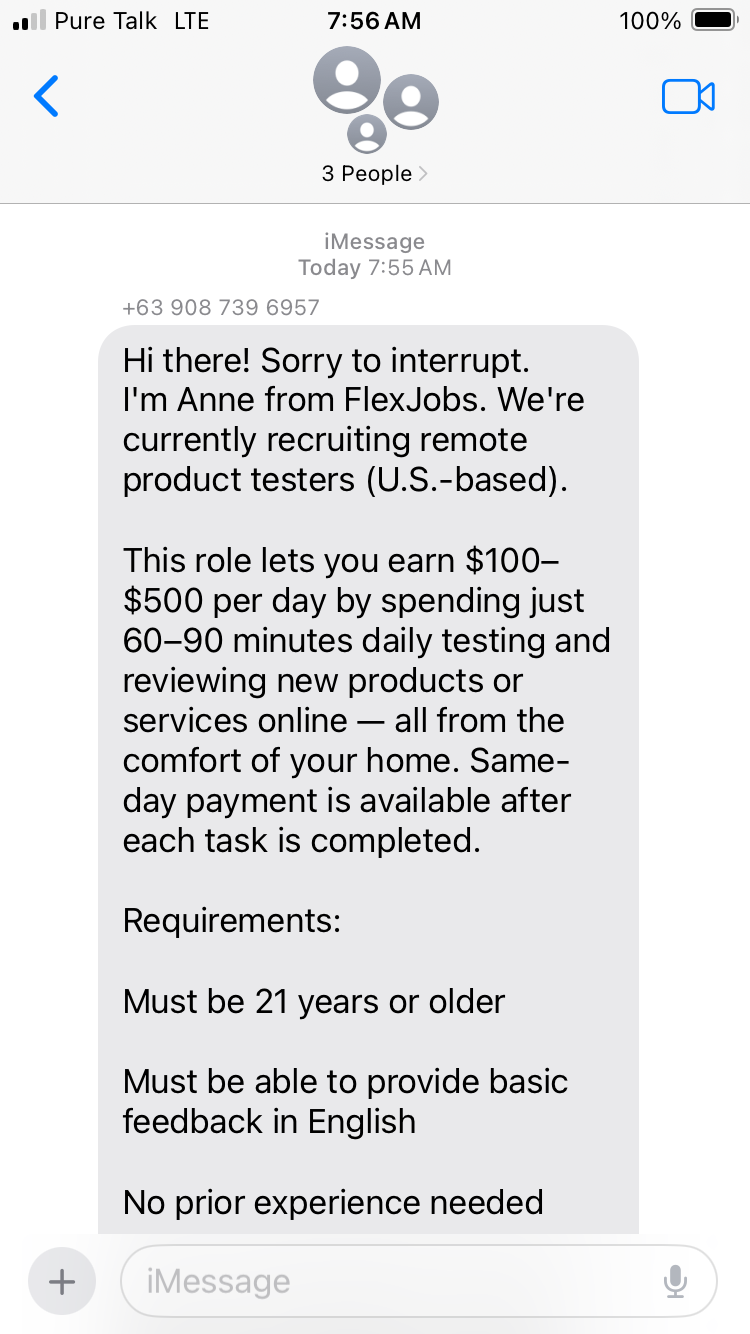 Pure Talk LTE 7:56 AM 100%
3 People
iMessage
Today 7:55 AM
+63 908 739 6957
Hi there! Sorry to interrupt.
I'm Anne from FlexJobs. We're
currently recruiting remote
product testers (U.S.-based).
This role lets you earn $100–
$500 per day by spending just
60–90 minutes daily testing and
reviewing new products or
services online — all from the
comfort of your home. Same-
day payment is available after
each task is completed.
Requirements:
Must be 21 years or older
Must be able to provide basic
feedback in English
No prior experience needed
iMessage